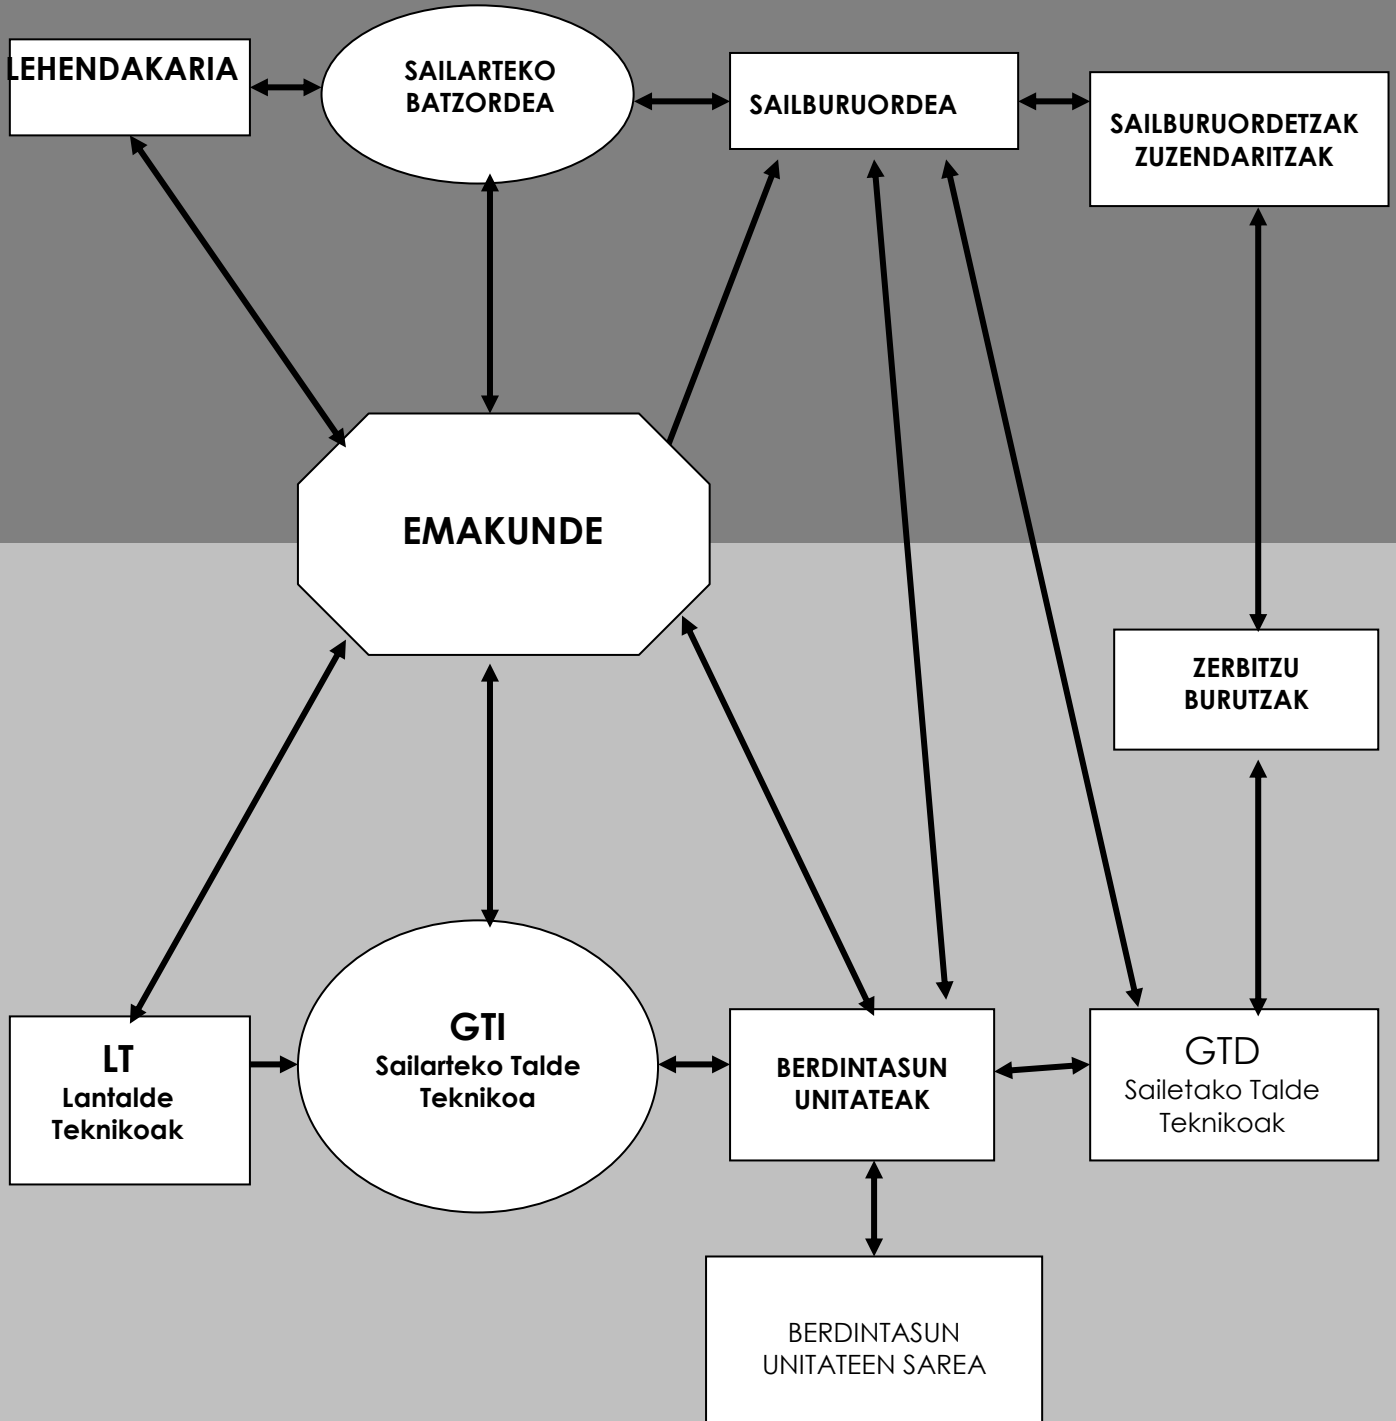 LEHENDAKARIA
SAILARTEKO
BATZORDEA
SAILBURUORDEA
SAILBURUORDETZAK
ZUZENDARITZAK
EMAKUNDE
ZERBITZU
BURUTZAK
LT
Lantalde
Teknikoak
GTI
Sailarteko Talde
Teknikoa
BERDINTASUN
UNITATEAK
GTD
Sailetako Talde
Teknikoak
BERDINTASUN
UNITATEEN SAREA